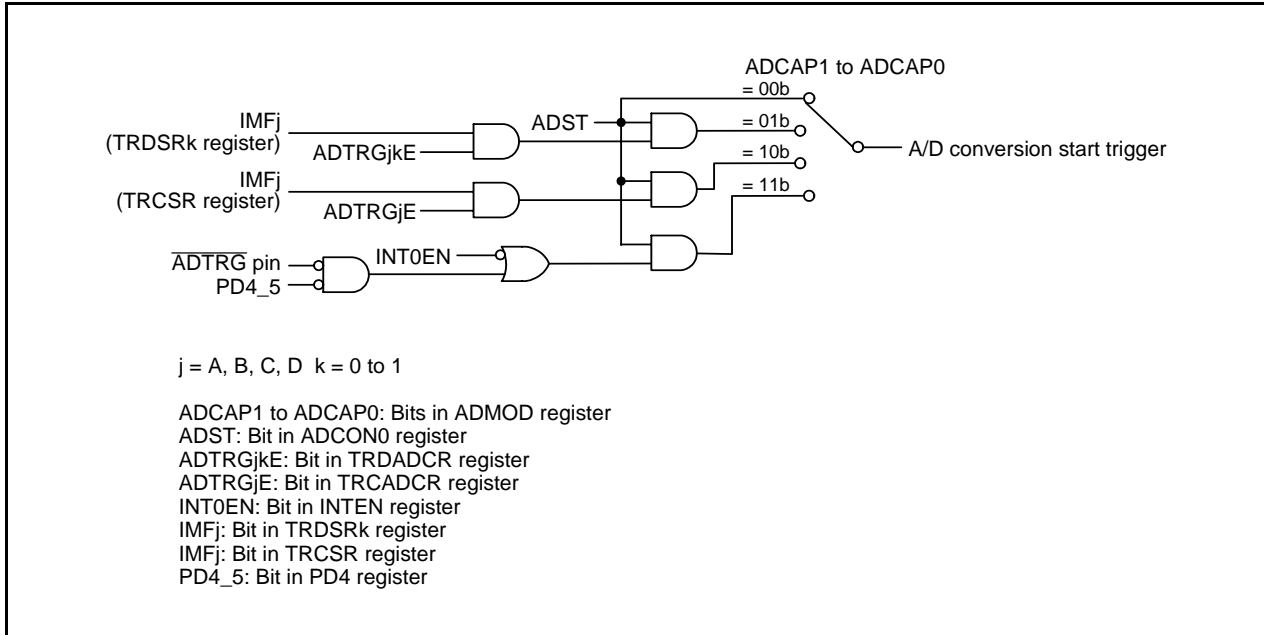 ADCAP1 to ADCAP0
= 00b
IMFj
(TRDSRk register)
ADTRGjkE
ADST
= 01b
A/D conversion start trigger
= 10b
IMFj
(TRCSR register)
ADTRGjE
= 11b
INT0EN
ADTRG pin
PD4_5
j = A, B, C, D k = 0 to 1
ADCAP1 to ADCAP0: Bits in ADMOD register
ADST: Bit in ADCON0 register
ADTRGjkE: Bit in TRDADCR register
ADTRGjE: Bit in TRCADCR register
INT0EN: Bit in INTEN register
IMFj: Bit in TRDSRk register
IMFj: Bit in TRCSR register
PD4_5: Bit in PD4 register